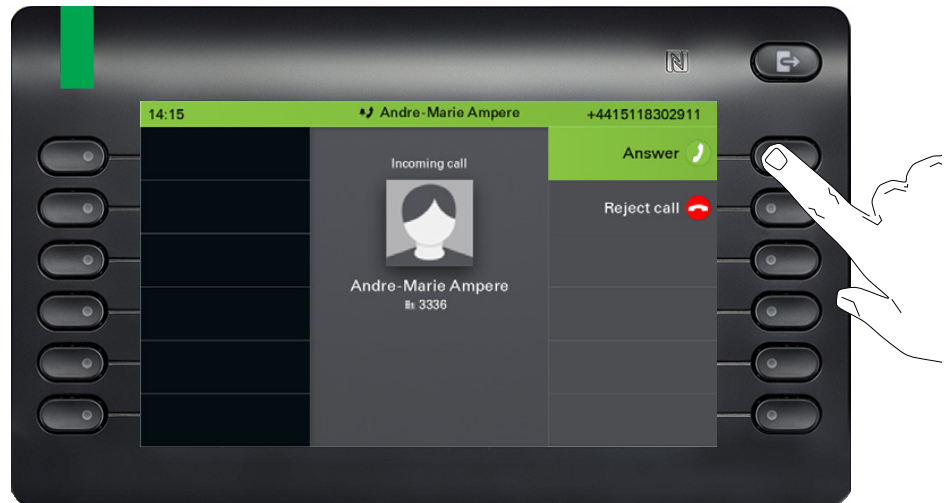 14:15 Andre-Marie Ampere +4415118302911
Incoming call
Answer
Reject call
Andre-Marie Ampere
3336